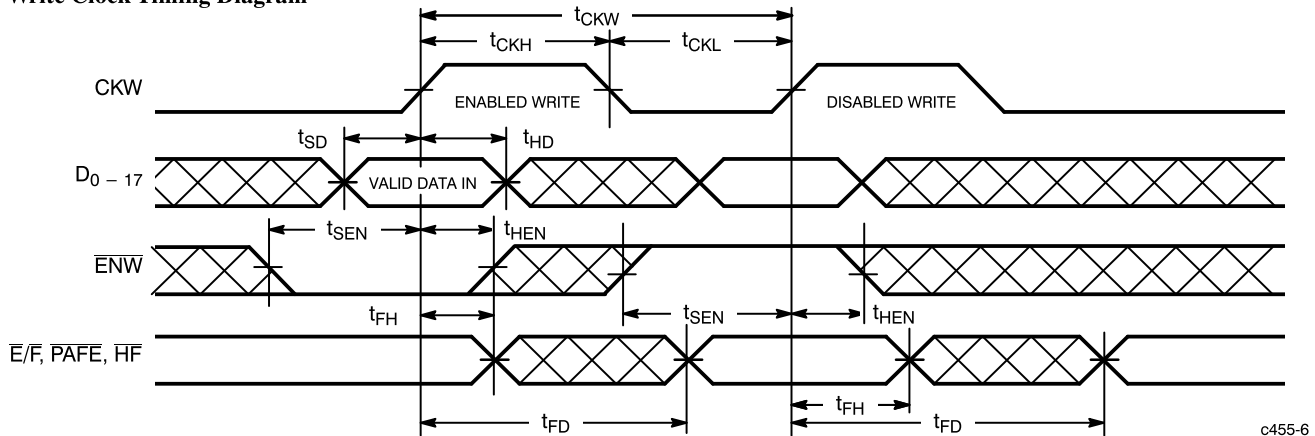 Write Clock Timing Diagram
tCKW
tCKH tCKL
CKW
ENABLED WRITE DISABLED WRITE
tSD tHD
D0 – 17
VALID DATA IN
tSEN tHEN
ENW
tFH tSEN tHEN
E/F, PAFE, HF
tFH
tFD tFD
c455-6